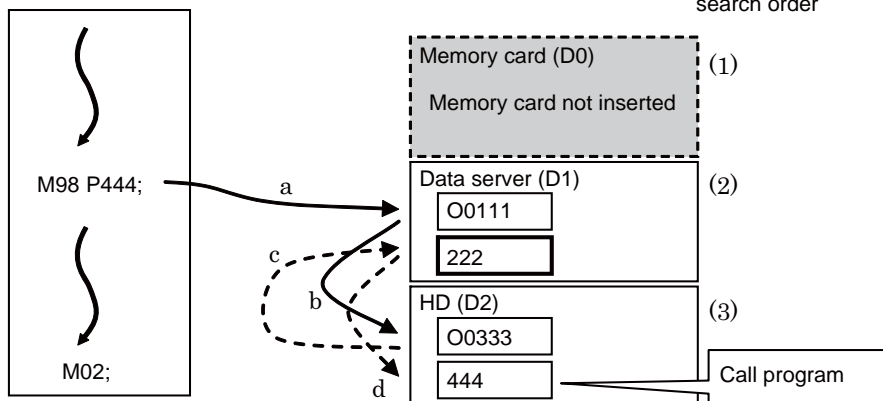 search order
Memory card (D0)
(1)
Memory card not inserted
M98 P444;
a
Data server (D1)
(2)
O0111
c
222
b
HD (D2)
(3)
O0333
M02;
d
444
Call program